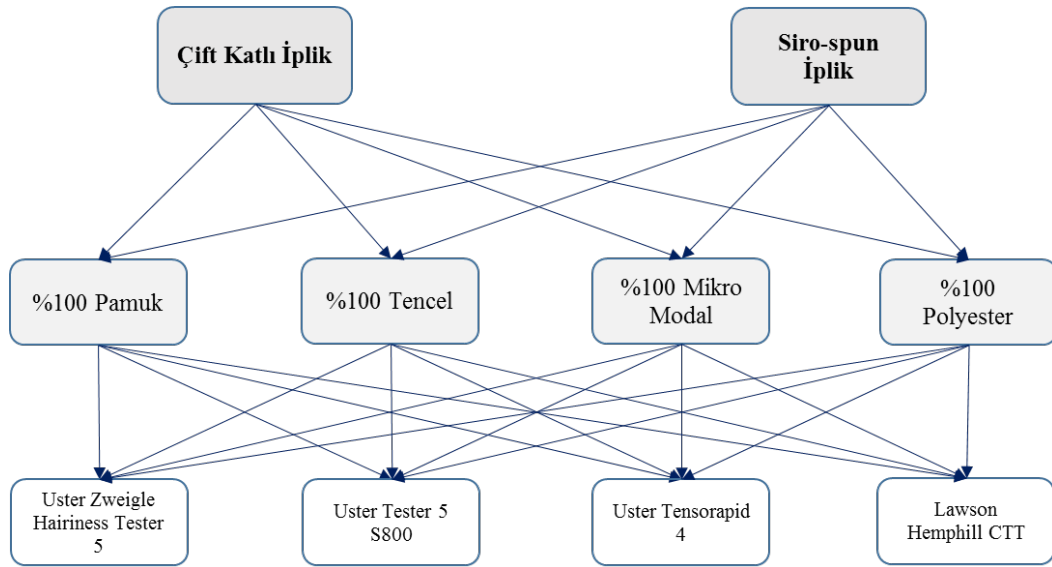 Çift Katlı İplik
Siro-spun
İplik
%100 Pamuk
%100 Tencel
%100 Mikro
Modal
%100
Polyester
Uster Zweigle
Hairiness Tester
5
Uster Tester 5
S800
Uster Tensorapid
4
Lawson
Hemphill CTT